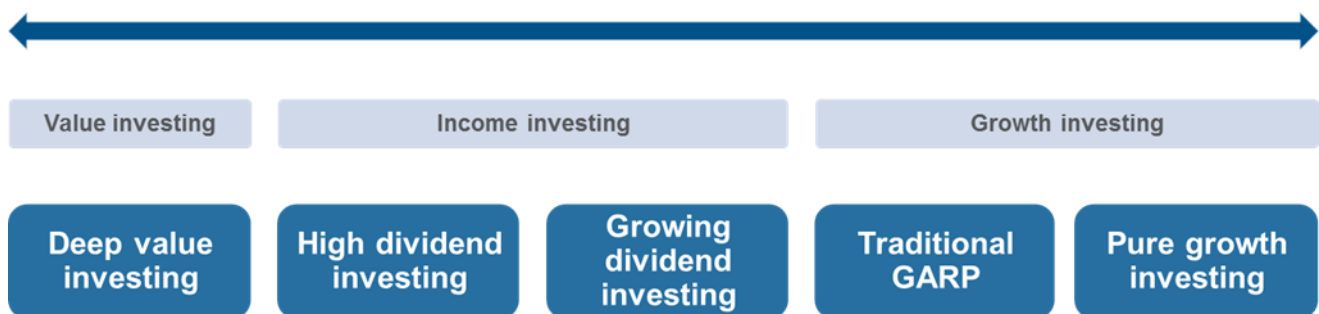 Value investing
Income investing
Growth investing
Deep value
investing
High dividend
investing
Growing
dividend
investing
Traditional
GARP
Pure growth
investing